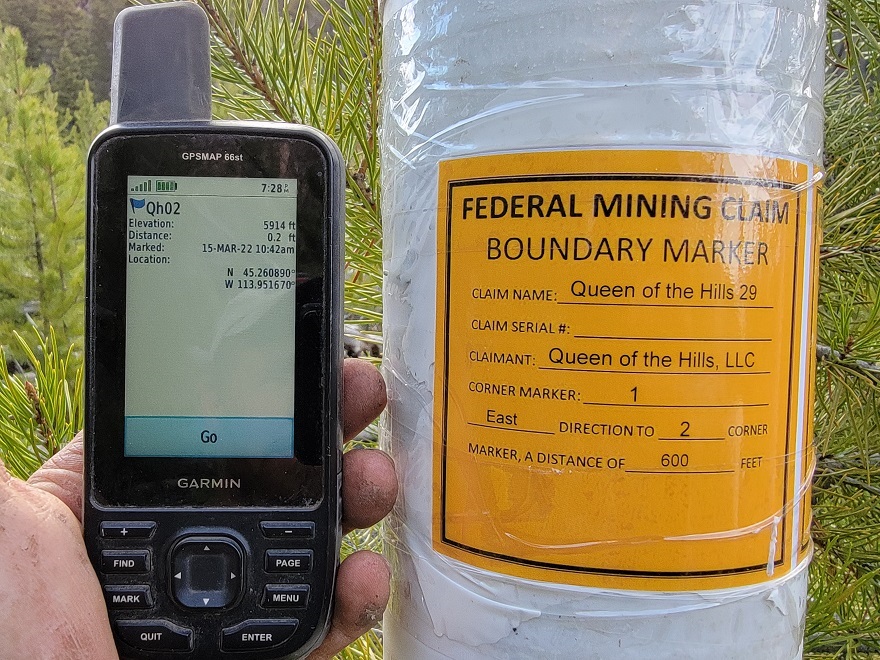 GPSMAP 66st
7:28
Qh02
Elevation: 5914 ft
Distance: 0.2 ft
Marked: 15-MAR-22 10:42am
Location:
N 45.260890°
W 113.951670°
Go
GARMIN
+ -
FIND PAGE
MARK MENU
QUIT ENTER
FEDERAL MINING CLAIM
BOUNDARY MARKER
CLAIM NAME: Queen of the Hills 29
CLAIM SERIAL #:
CLAIMANT: Queen of the Hills, LLC
CORNER MARKER: 1
East DIRECTION TO 2 CORNER
MARKER, A DISTANCE OF 600 FEET